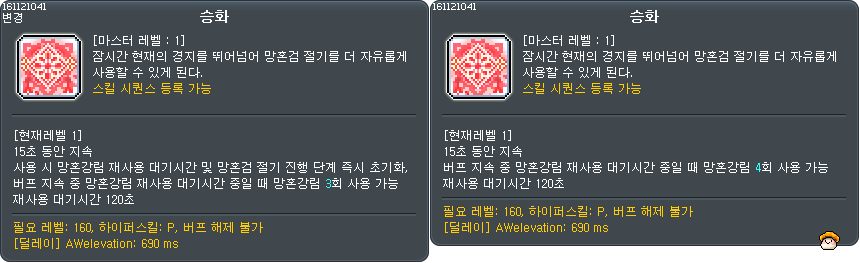 161121041
변경
승화
[마스터 레벨 : 1]
잠시간 현재의 경지를 뛰어넘어 망혼검 절기를 더 자유롭게
사용할 수 있게 된다.
스킬 시퀀스 등록 가능
[현재레벨 1]
15초 동안 지속
사용 시 망혼강림 재사용 대기시간 및 망혼검 절기 진행 단계 즉시 초기화,
버프 지속 중 망혼강림 재사용 대기시간 중일 때 망혼강림 3회 사용 가능
재사용 대기시간 120초
필요 레벨: 160, 하이퍼스킬: P, 버프 해제 불가
[딜레이] AWelevation: 690 ms
161121041
승화
[마스터 레벨 : 1]
잠시간 현재의 경지를 뛰어넘어 망혼검 절기를 더 자유롭게
사용할 수 있게 된다.
스킬 시퀀스 등록 가능
[현재레벨 1]
15초 동안 지속
버프 지속 중 망혼강림 재사용 대기시간 중일 때 망혼강림 4회 사용 가능
재사용 대기시간 120초
필요 레벨: 160, 하이퍼스킬: P, 버프 해제 불가
[딜레이] AWelevation: 690 ms